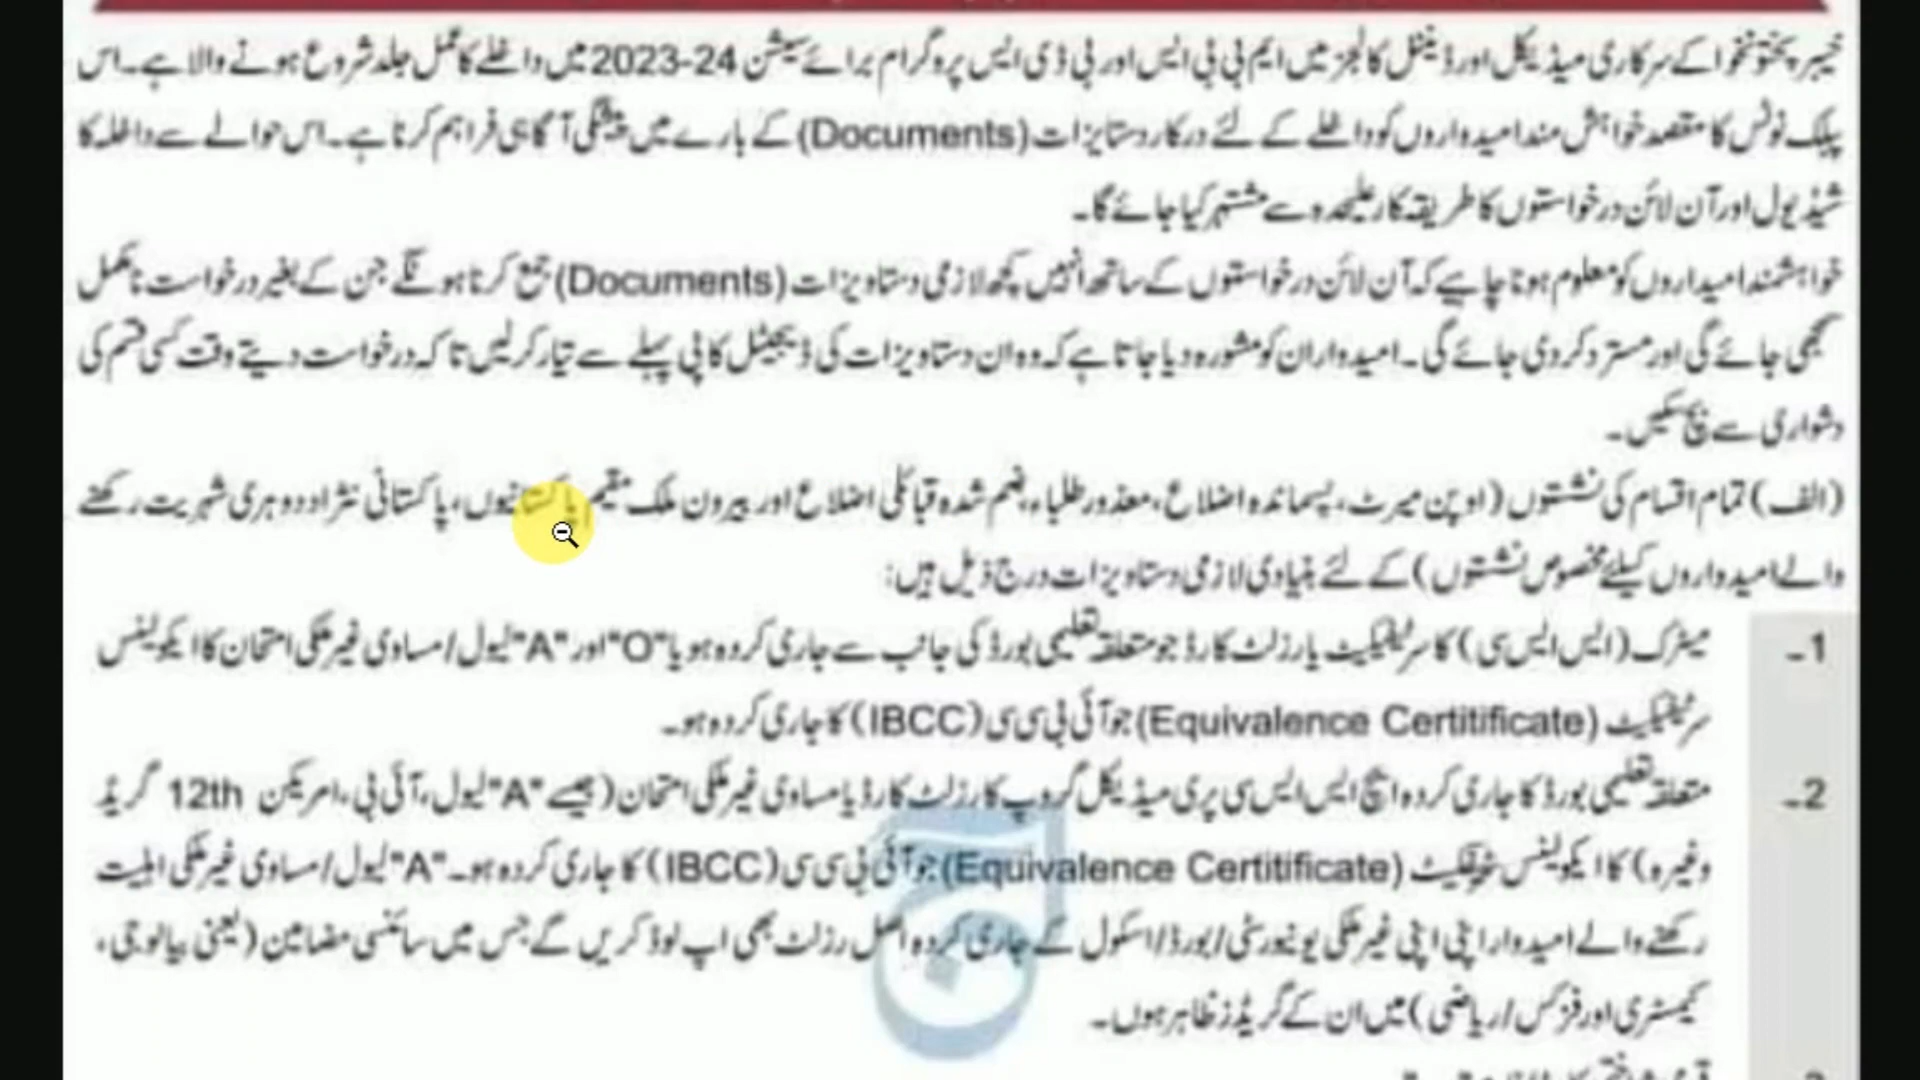 خیبر پختونخوا کے سرکاری میڈیکل اور ڈینٹل کالجز میں ایم بی بی ایس اور بی ڈی ایس پروگرام برائے سیشن 24-2023 میں داخلے کا عمل جلد شروع ہونے والا ہے۔ اس
پبلک نوٹس کا مقصد خواہش مند امیدواروں کو داخلے کے لئے درکار دستایزات (Documents) کے بارے میں پیشگی آگاہی فراہم کرنا ہے۔ اس حوالے سے داخلہ کا
شیڈیول اور آن لائن درخواستوں کا طریقہ کار علیٰحدہ سے مشتہر کیا جائے گا۔
خواہشمند امیداروں کو معلوم ہونا چاہیے کہ آن لائن درخواستوں کے ساتھ انہیں کچھ لازمی دستاویزات (Documents) جمع کرنا ہونگے جن کے بغیر درخواست نامکمل
سمجھی جائے گی اور مسترد کر دی جائے گی۔ امیدواران کو مشورہ دیا جاتا ہے کہ وہ ان دستاویزات کی ڈیجیٹل کاپی پہلے سے تیار کر لیں تا کہ درخواست دیتے وقت کسی قسم کی
دشواری سے بچ سکیں۔
(الف) تمام اقسام کی نشستوں (اوپن میرٹ، پسماندہ اضلاع، معذور طلباء، ضم شدہ قبائلی اضلاع اور بیرون ملک مقیم پاکستانیوں، پاکستانی نژاد دوہری شہریت رکھنے
والے امیدواروں کیلئے مخصوص نشستوں) کے لئے بنیادی لازمی دستاویزات درج ذیل ہیں:
1۔ میٹرک (ایس ایس سی) کا سرٹیفکیٹ یا رزلٹ کارڈ جو متعلقہ تعلیمی بورڈ کی جانب سے جاری کردہ ہو یا "O" اور "A" لیول/مساوی غیر ملکی امتحان کا ایکولینس
سرٹیفکیٹ (Equivalence Certitificate) جو آئی بی سی سی (IBCC) کا جاری کردہ ہو۔
2۔ متعلقہ تعلیمی بورڈ کا جاری کردہ ایچ ایس ایس سی پری میڈیکل گروپ کا رزلٹ کارڈ یا مساوی غیر ملکی امتحان (جیسے "A" لیول، آئی بی، امریکن 12th گریڈ
وغیرہ) کا ایکولینس سرٹیفکیٹ (Equivalence Certitificate) جو آئی بی سی سی (IBCC) کا جاری کردہ ہو۔ "A" لیول/مساوی غیر ملکی اہلیت
رکھنے والے امیدوار اپنی اپنی غیر ملکی یونیورسٹی/بورڈ/اسکول کے جاری کردہ اصل رزلٹ بھی اپ لوڈ کریں گے جس میں سائنسی مضامین (یعنی بیالوجی،
کیمسٹری اور فزکس/ریاضی) میں ان کے گریڈز ظاہر ہوں۔